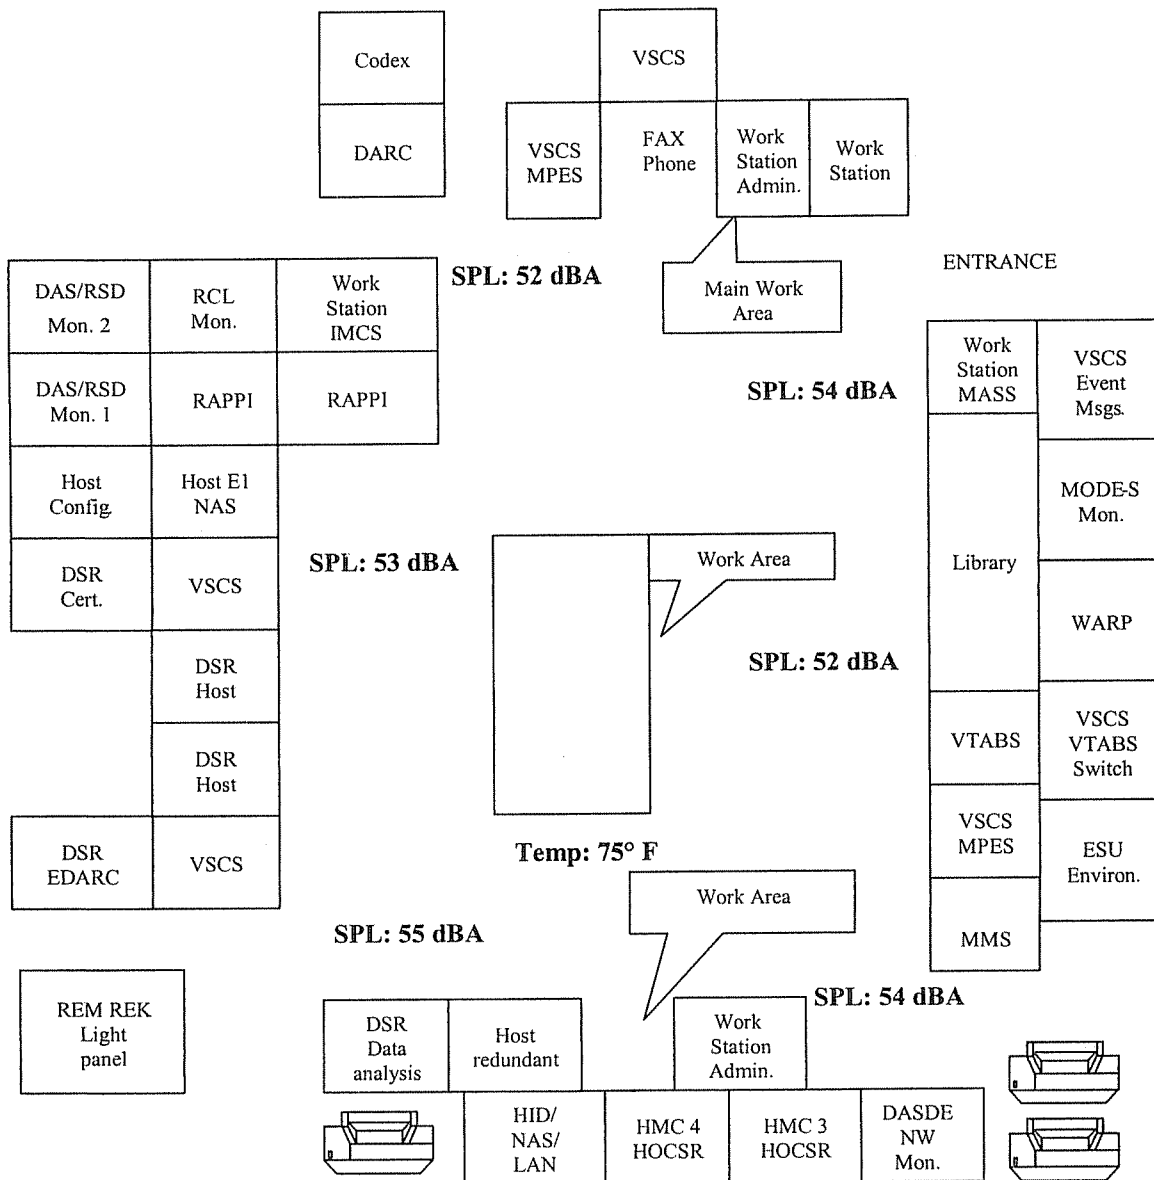 Codex
DARC
VSCS
VSCS
MPES
FAX
Phone
Work
Station
Admin.
Work
Station
Main Work
Area
ENTRANCE
SPL: 52 dBA
DAS/RSD
Mon. 2
RCL
Mon.
Work
Station
IMCS
DAS/RSD
Mon. 1
RAPPI
RAPPI
Host
Config.
Host E1
NAS
DSR
Cert.
VSCS
DSR
Host
DSR
Host
DSR
EDARC
VSCS
SPL: 53 dBA
SPL: 54 dBA
Work Area
SPL: 52 dBA
Temp: 75° F
Work
Station
MASS
VSCS
Event
Msgs.
Library
MODE-S
Mon.
WARP
VTABS
VSCS
VTABS
Switch
VSCS
MPES
ESU
Environ.
MMS
Work Area
SPL: 55 dBA
SPL: 54 dBA
REM REK
Light
panel
DSR
Data
analysis
Host
redundant
Work
Station
Admin.
HID/
NAS/
LAN
HMC 4
HOCSR
HMC 3
HOCSR
DASDE
NW
Mon.